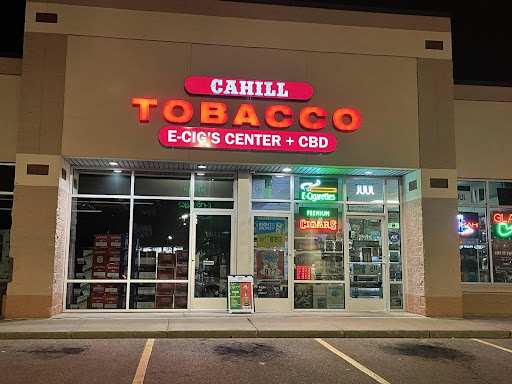 CAHILL
TOBACCO
E-CIG'S CENTER + CBD
E-Cigarettes
JUUL
PREMIUM
CIGARS